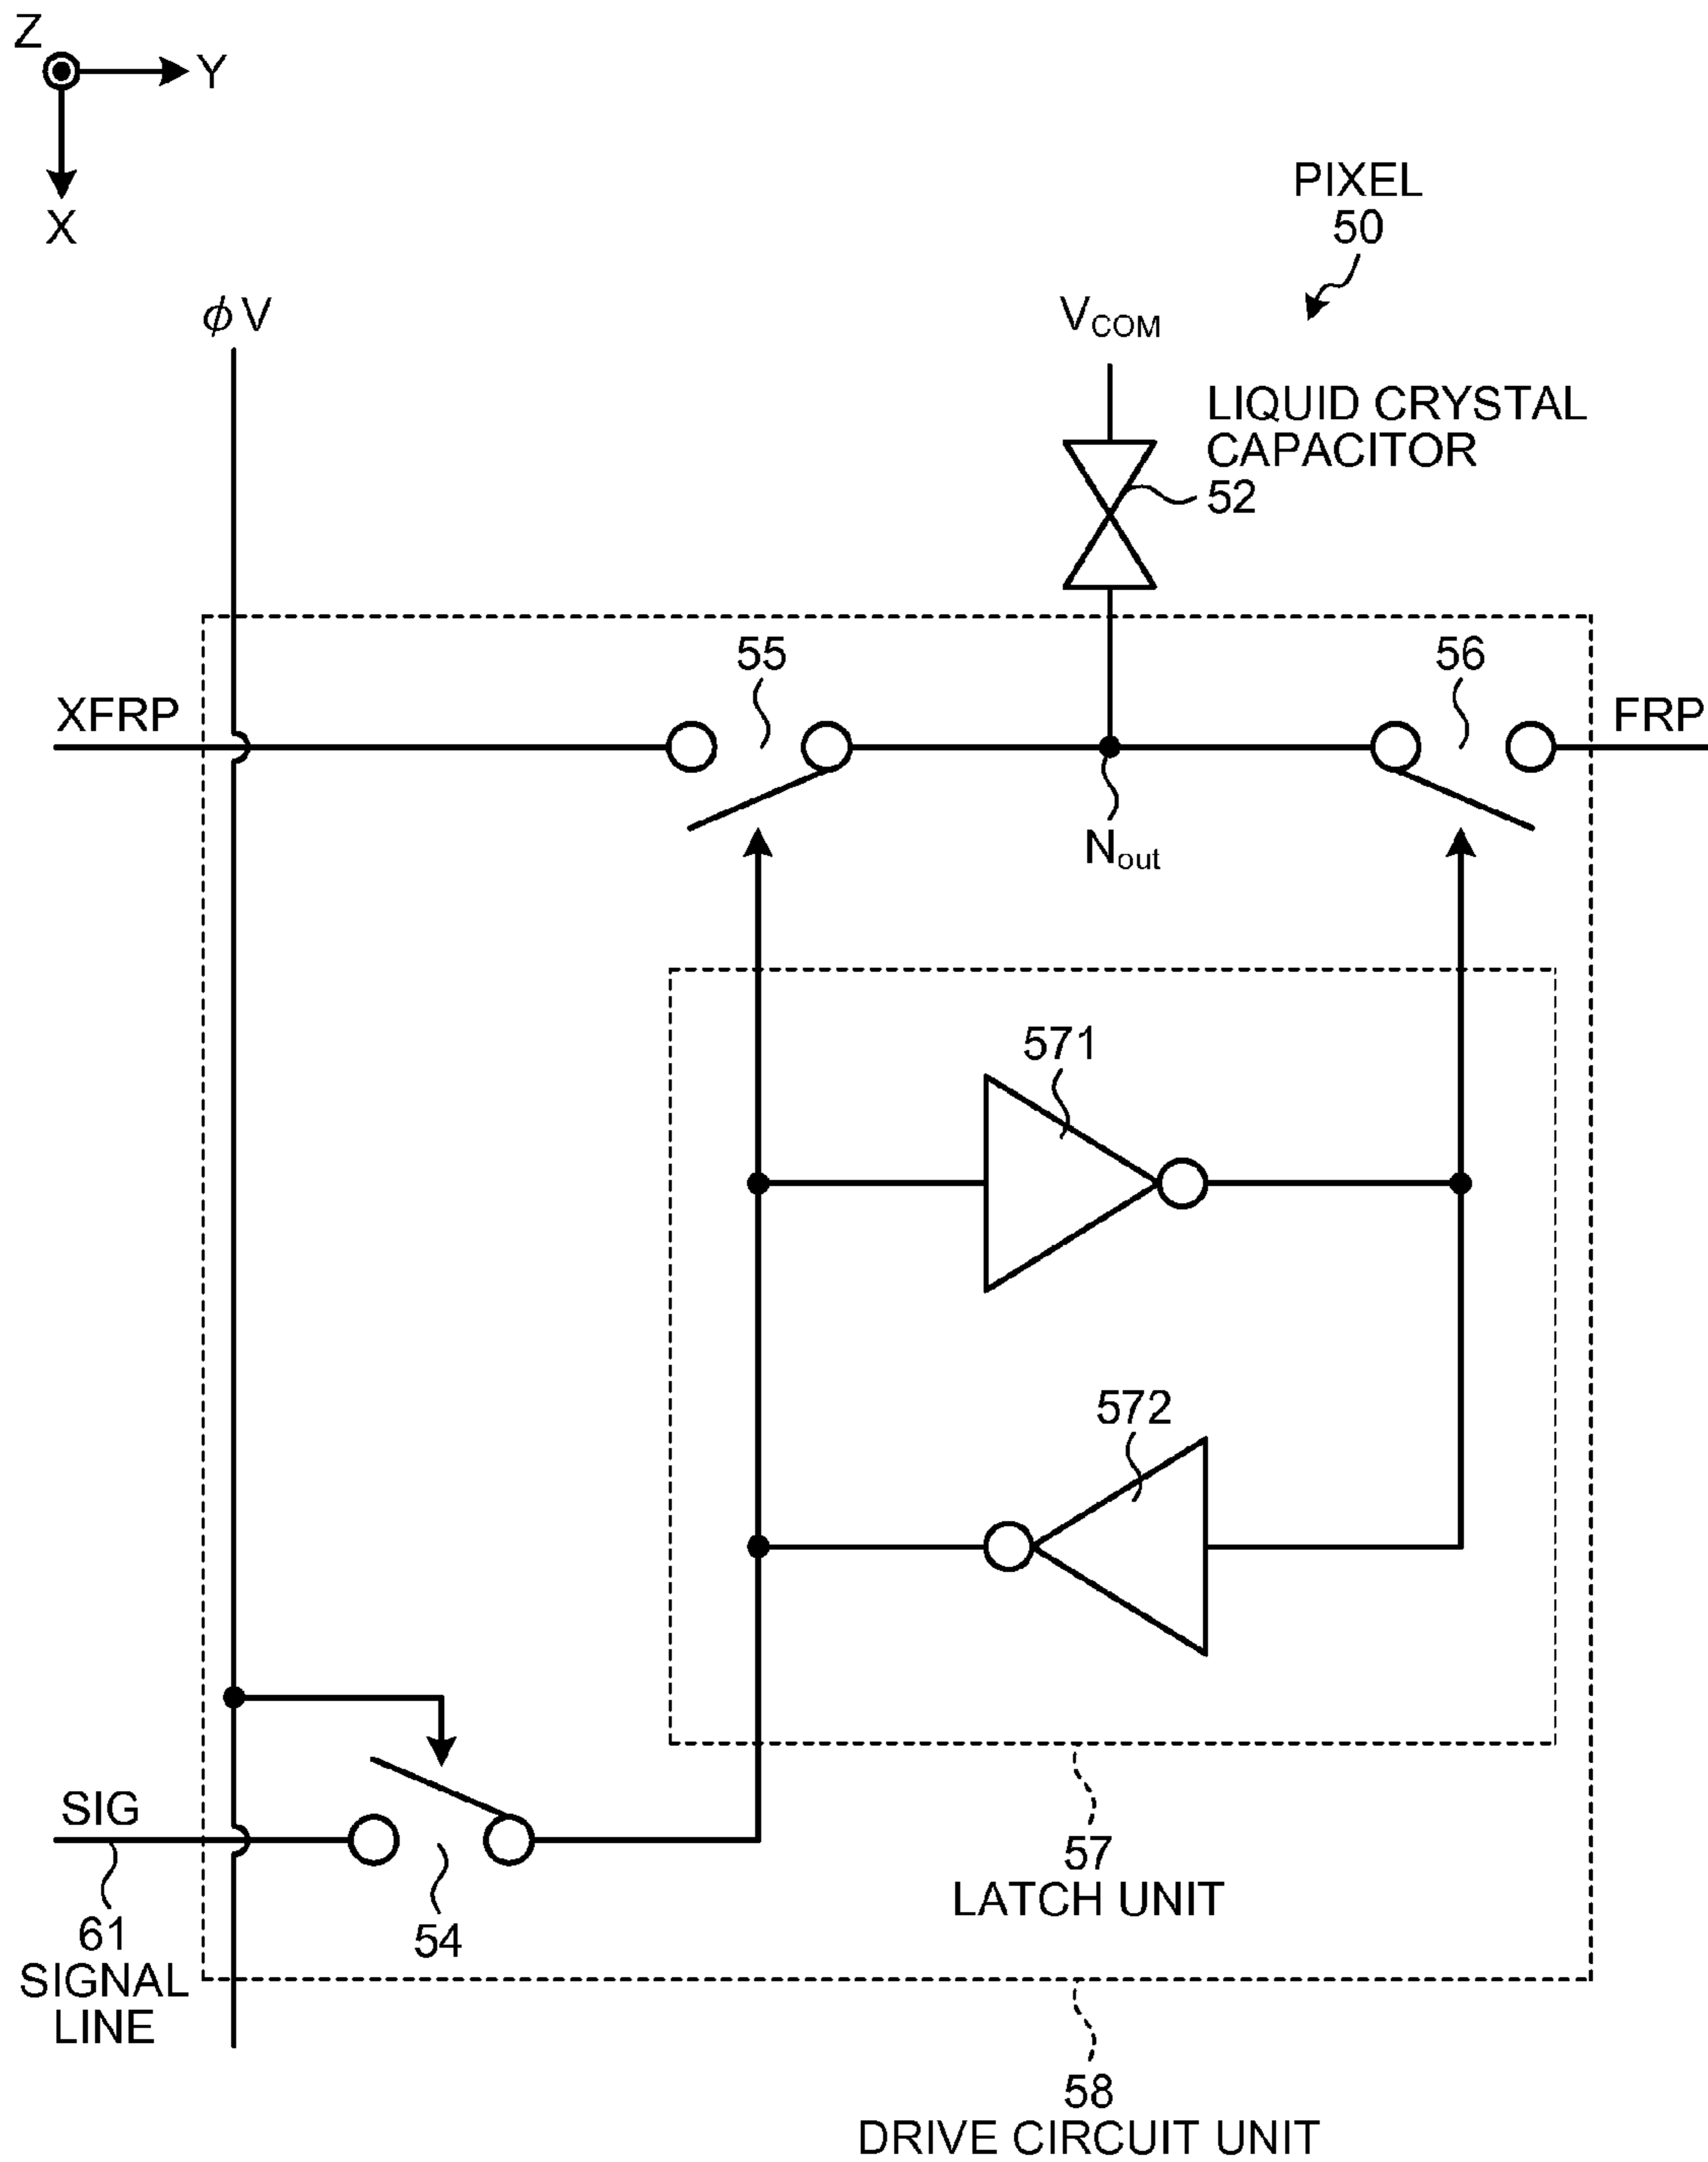 Z
Y
X
PIXEL
50
ϕV
VCOM
LIQUID CRYSTAL
CAPACITOR
52
55
56
XFRP
FRP
Nout
571
572
SIG
61
SIGNAL
LINE
54
57
LATCH UNIT
58
DRIVE CIRCUIT UNIT